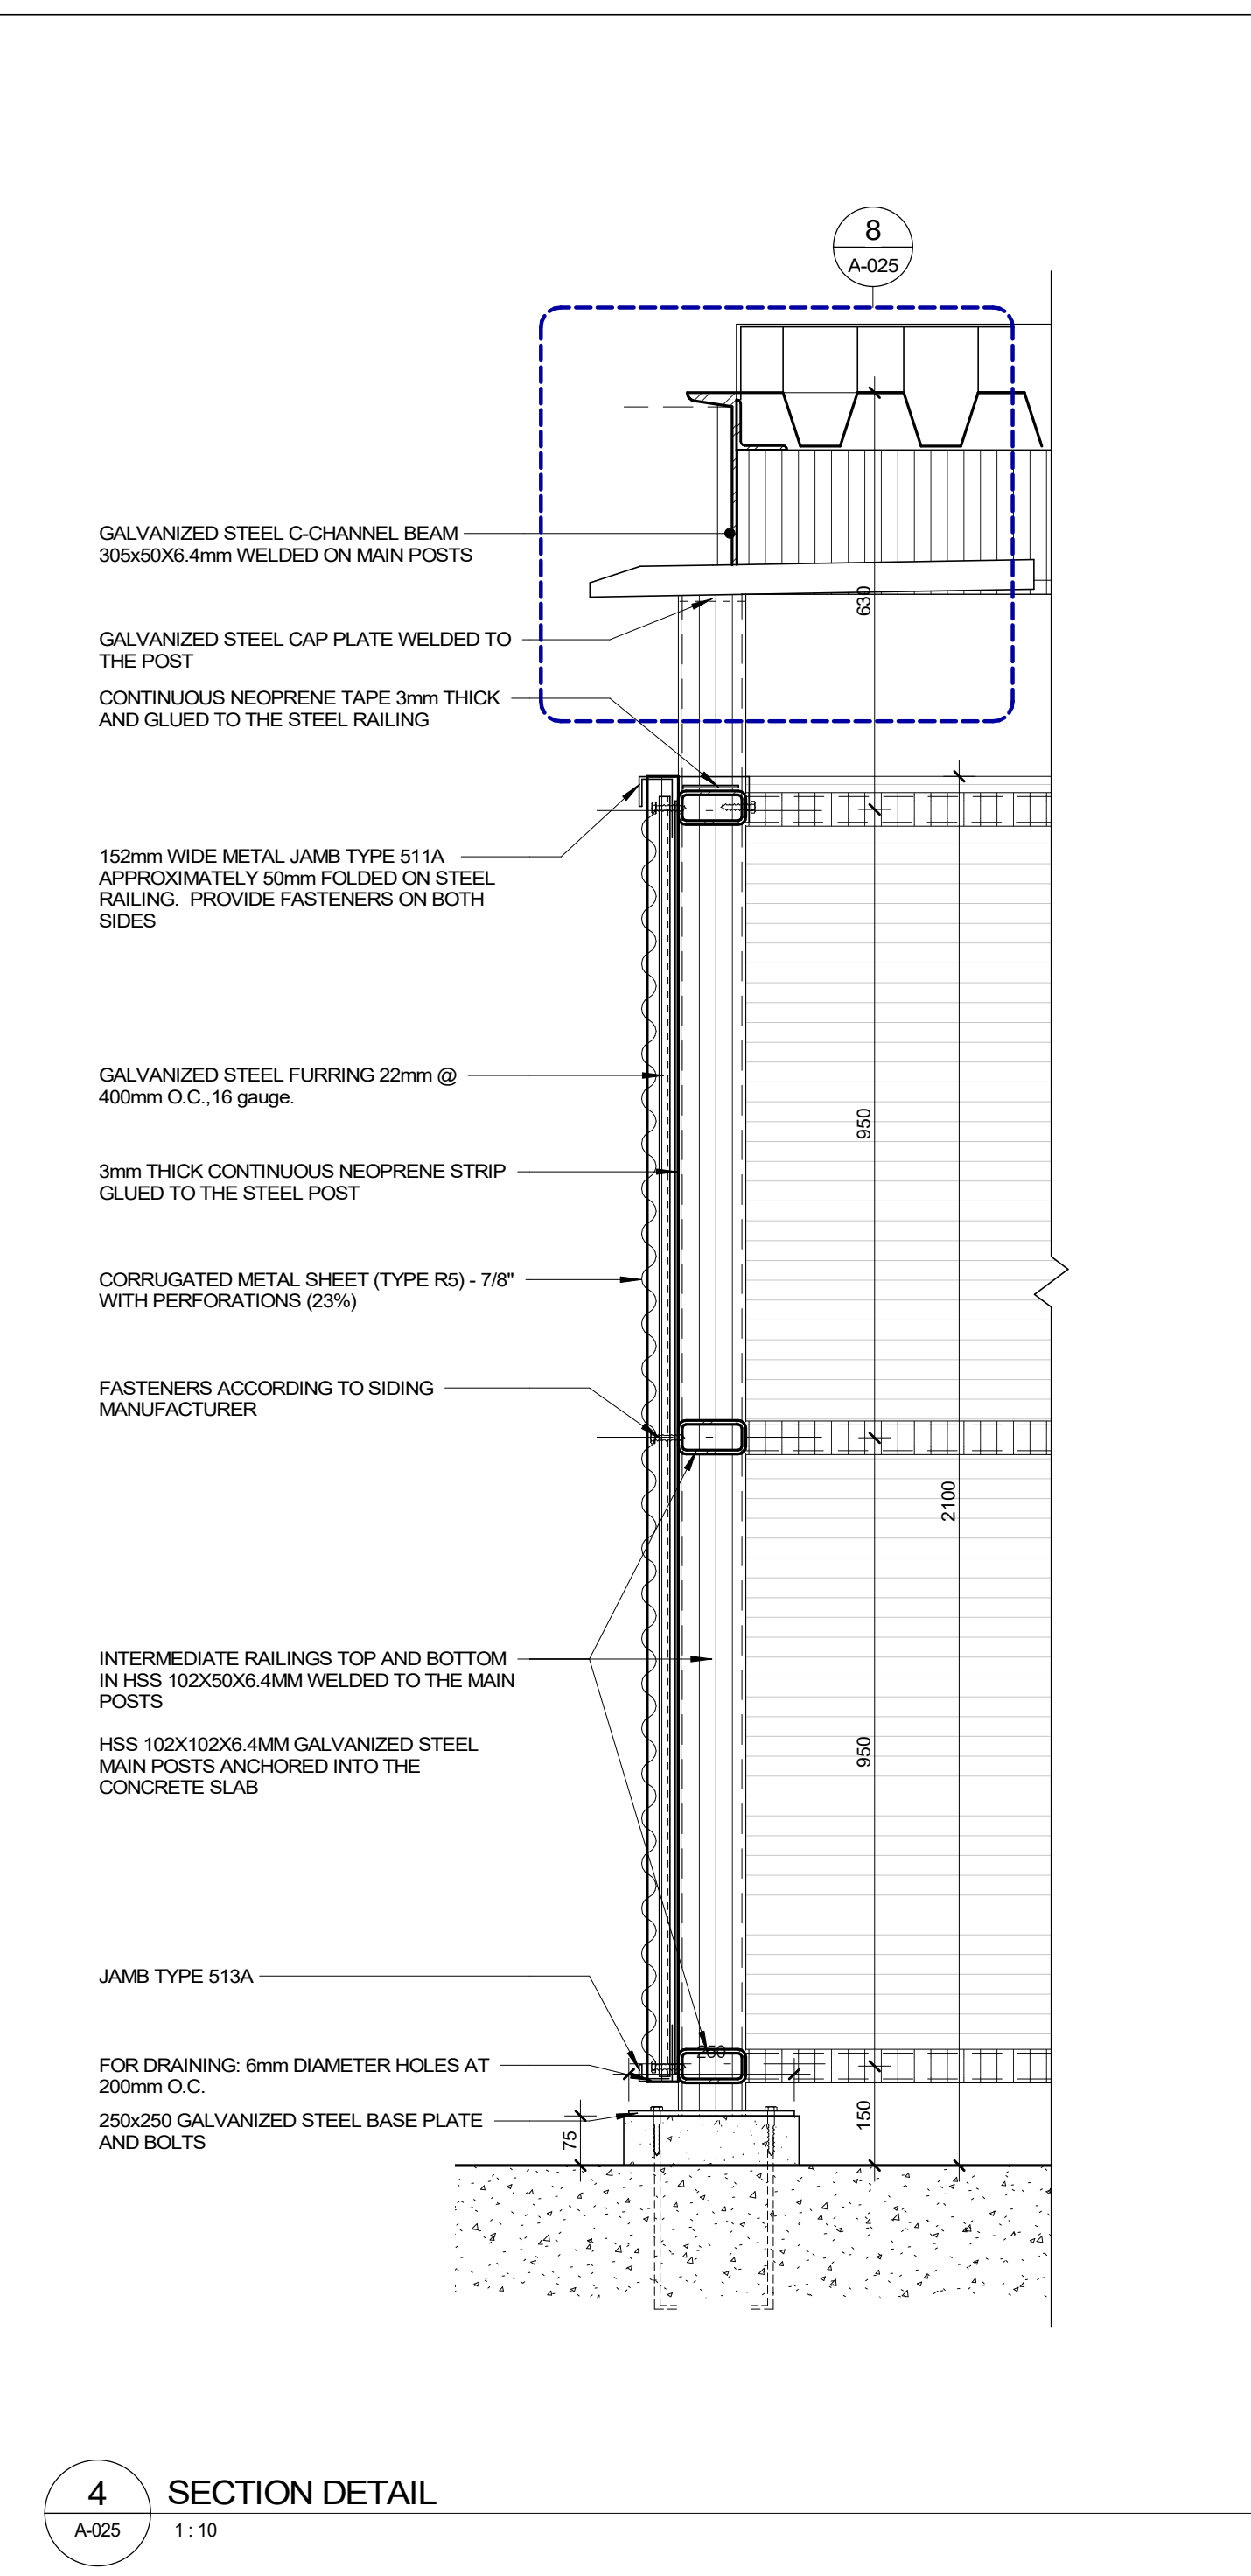 8
A-025
GALVANIZED STEEL C-CHANNEL BEAM
305x50X6.4mm WELDED ON MAIN POSTS
630
GALVANIZED STEEL CAP PLATE WELDED TO
THE POST
CONTINUOUS NEOPRENE TAPE 3mm THICK
AND GLUED TO THE STEEL RAILING
152mm WIDE METAL JAMB TYPE 511A
APPROXIMATELY 50mm FOLDED ON STEEL
RAILING. PROVIDE FASTENERS ON BOTH
SIDES
GALVANIZED STEEL FURRING 22mm @
400mm O.C.,16 gauge.
950
3mm THICK CONTINUOUS NEOPRENE STRIP
GLUED TO THE STEEL POST
CORRUGATED METAL SHEET (TYPE R5) - 7/8"
WITH PERFORATIONS (23%)
FASTENERS ACCORDING TO SIDING
MANUFACTURER
2100
INTERMEDIATE RAILINGS TOP AND BOTTOM
IN HSS 102X50X6.4MM WELDED TO THE MAIN
POSTS
HSS 102X102X6.4MM GALVANIZED STEEL
MAIN POSTS ANCHORED INTO THE
CONCRETE SLAB
950
JAMB TYPE 513A
250
FOR DRAINING: 6mm DIAMETER HOLES AT
200mm O.C.
250x250 GALVANIZED STEEL BASE PLATE
AND BOLTS
75
150
4
A-025
SECTION DETAIL
1 : 10